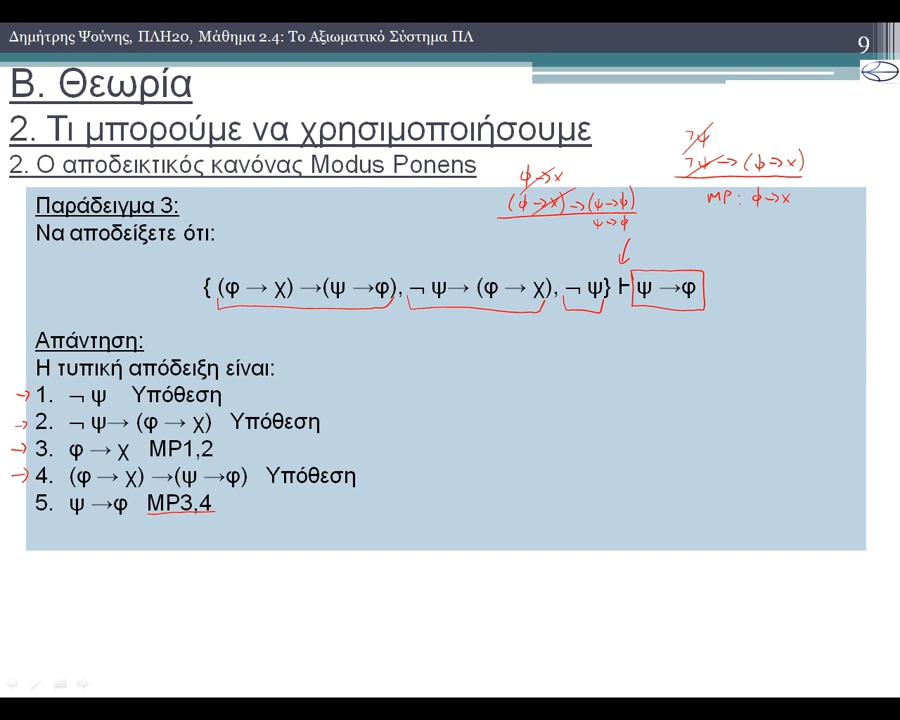 Δημήτρης Ψούνης, ΠΛΗ20, Μάθημα 2.4: Το Αξιωματικό Σύστημα ΠΛ
9
Β. Θεωρία
2. Τι μπορούμε να χρησιμοποιήσουμε
2. Ο αποδεικτικός κανόνας Modus Ponens
¬ψ
¬ψ→(φ→χ)
MP: φ→χ
φ→χ
(φ→χ)→(ψ→φ)
ψ→φ
Παράδειγμα 3:
Να αποδείξετε ότι:
{ (φ → χ) →(ψ →φ), ¬ ψ→ (φ → χ), ¬ ψ} Ͱ ψ →φ
Απάντηση:
Η τυπική απόδειξη είναι:
1. ¬ ψ Υπόθεση
2. ¬ ψ→ (φ → χ) Υπόθεση
3. φ → χ MP1,2
4. (φ → χ) →(ψ →φ) Υπόθεση
5. ψ →φ MP3,4